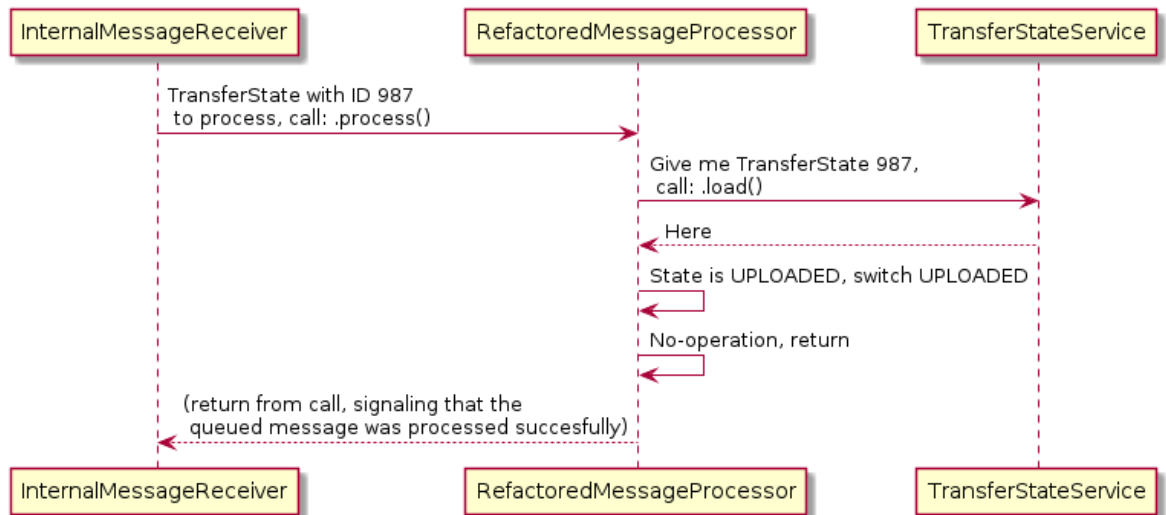 InternalMessageReceiver
RefactoredMessageProcessor
TransferStateService
TransferState with ID 987
to process, call: .process()
Give me TransferState 987,
call: .load()
Here
State is UPLOADED, switch UPLOADED
No-operation, return
(return from call, signaling that the
queued message was processed succesfully)
InternalMessageReceiver
RefactoredMessageProcessor
TransferStateService